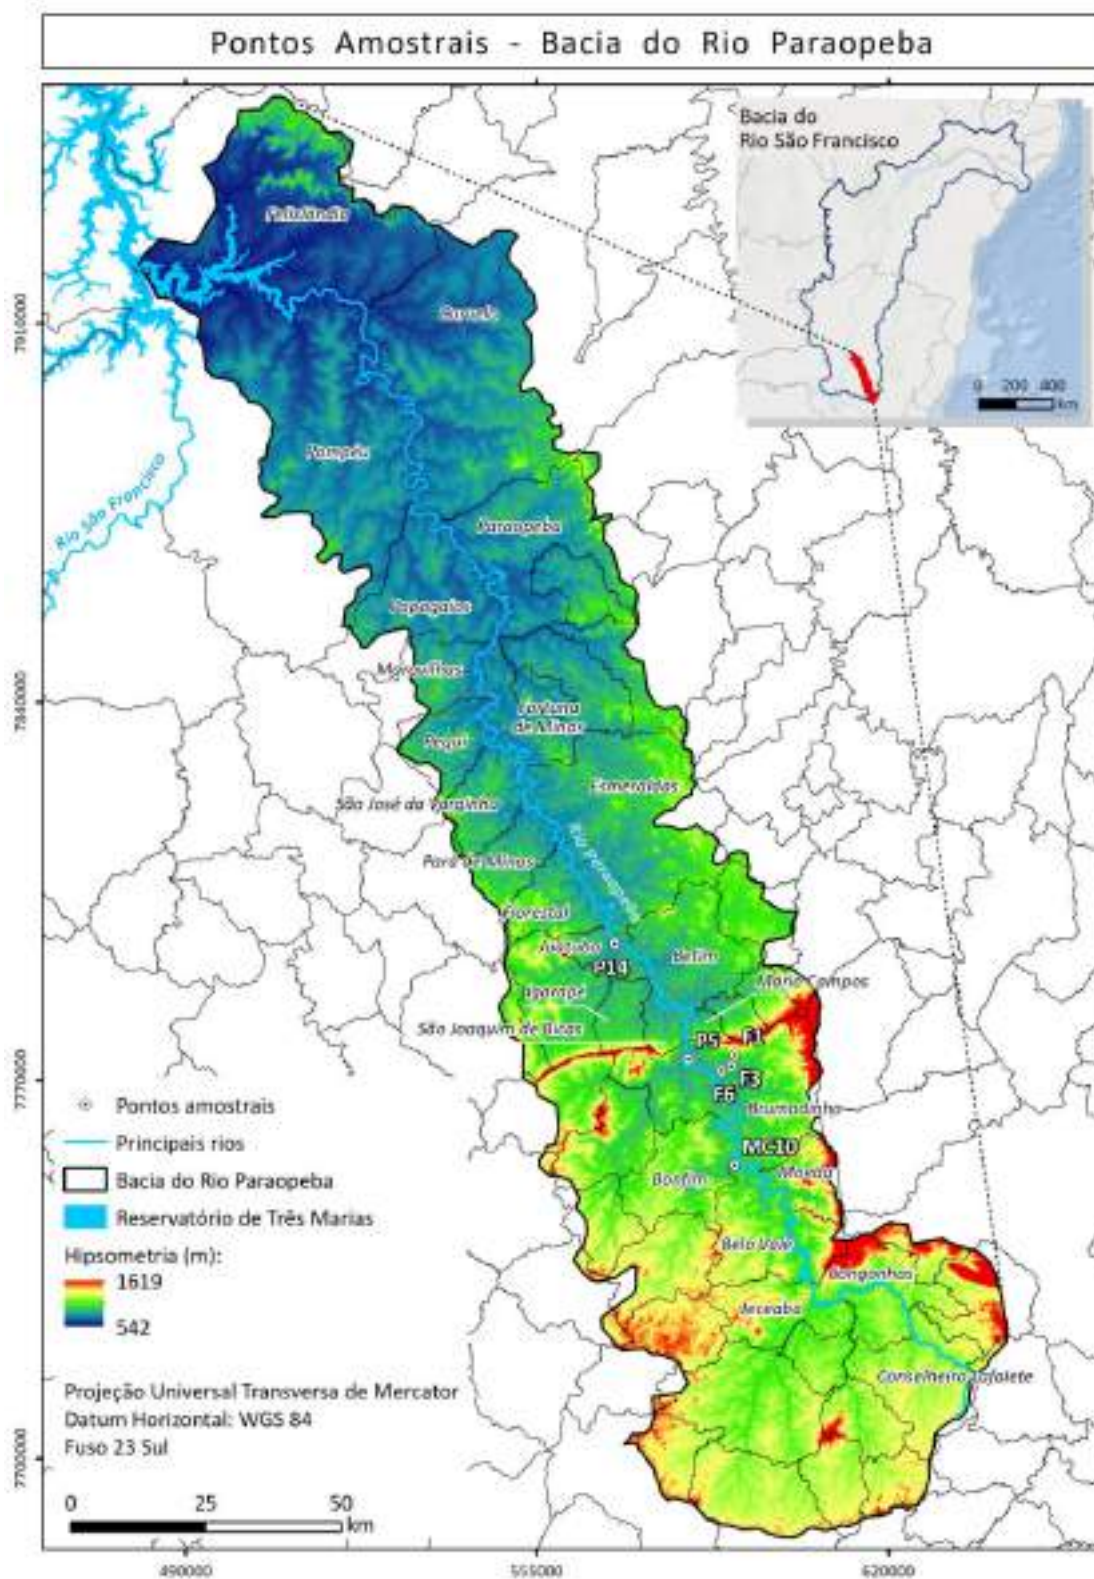 Pontos Amostrais - Bacia do Rio Paraopeba
Bacia do
Rio São Francisco
0 200 400
km
7910000
7840000
7770000
7700000
Felixlândia
Curvelo
Pompéu
Rio São Francisco
Paraopeba
Papagaios
Maravilhas
Fortuna
de Minas
Pequi
Esmeraldas
São José da Varginha
Rio Paraopeba
Pará de Minas
Florestal
Juatuba
P14
Betim
Mario Campos
Igarapé
São Joaquim de Bicas
P5
F1
F3
F6
Brumadinho
MC10
Moeda
Bonfim
Belo Vale
Congonhas
Jeceaba
Conselheiro Lafaiete
Pontos amostrais
Principais rios
Bacia do Rio Paraopeba
Reservatório de Três Marias
Hipsometria (m):
1619
542
Projeção Universal Transversa de Mercator
Datum Horizontal: WGS 84
Fuso 23 Sul
0 25 50
km
490000 555000 620000